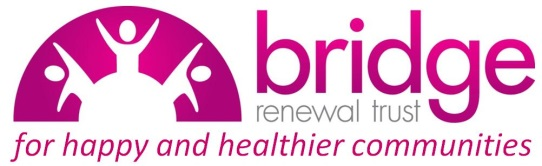 bridge
renewal trust
for happy and healthier communities